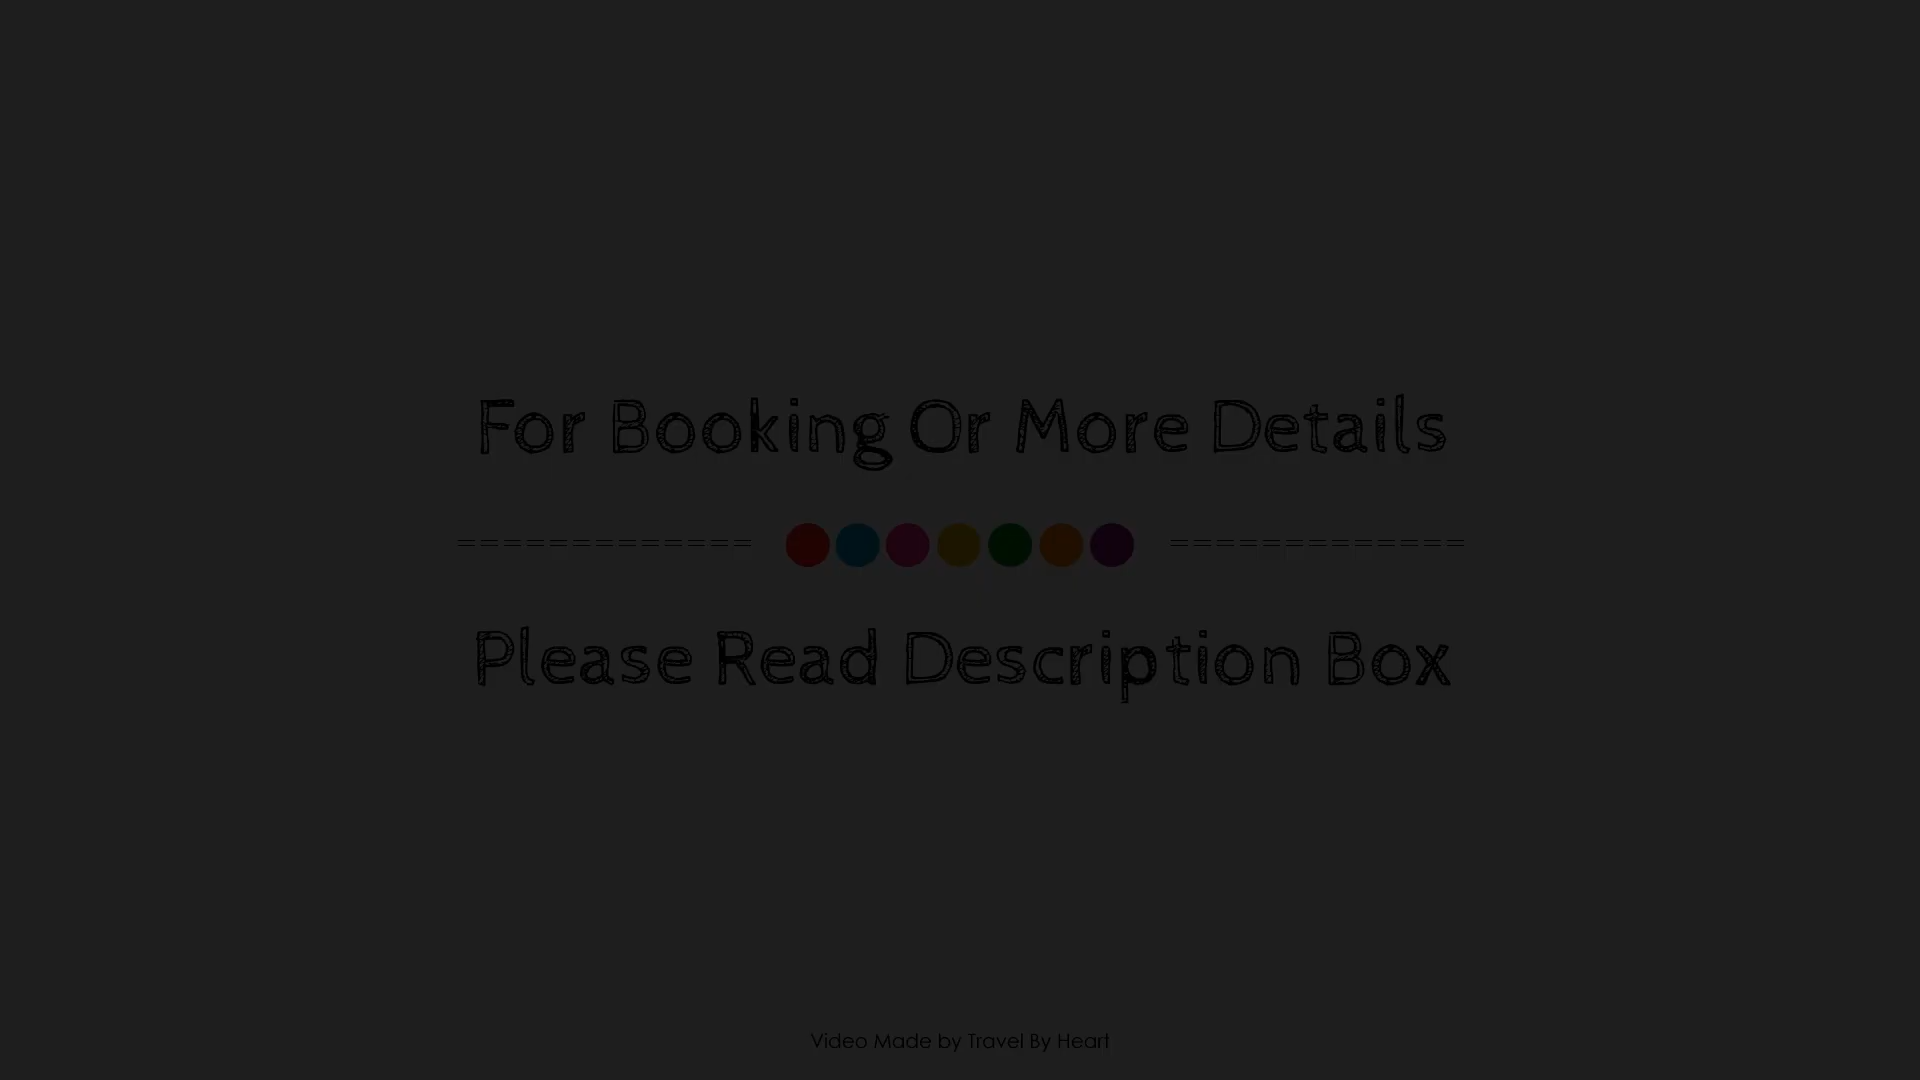 For Booking Or More Details
============= =============
Please Read Description Box
Video Made by Travel By Heart